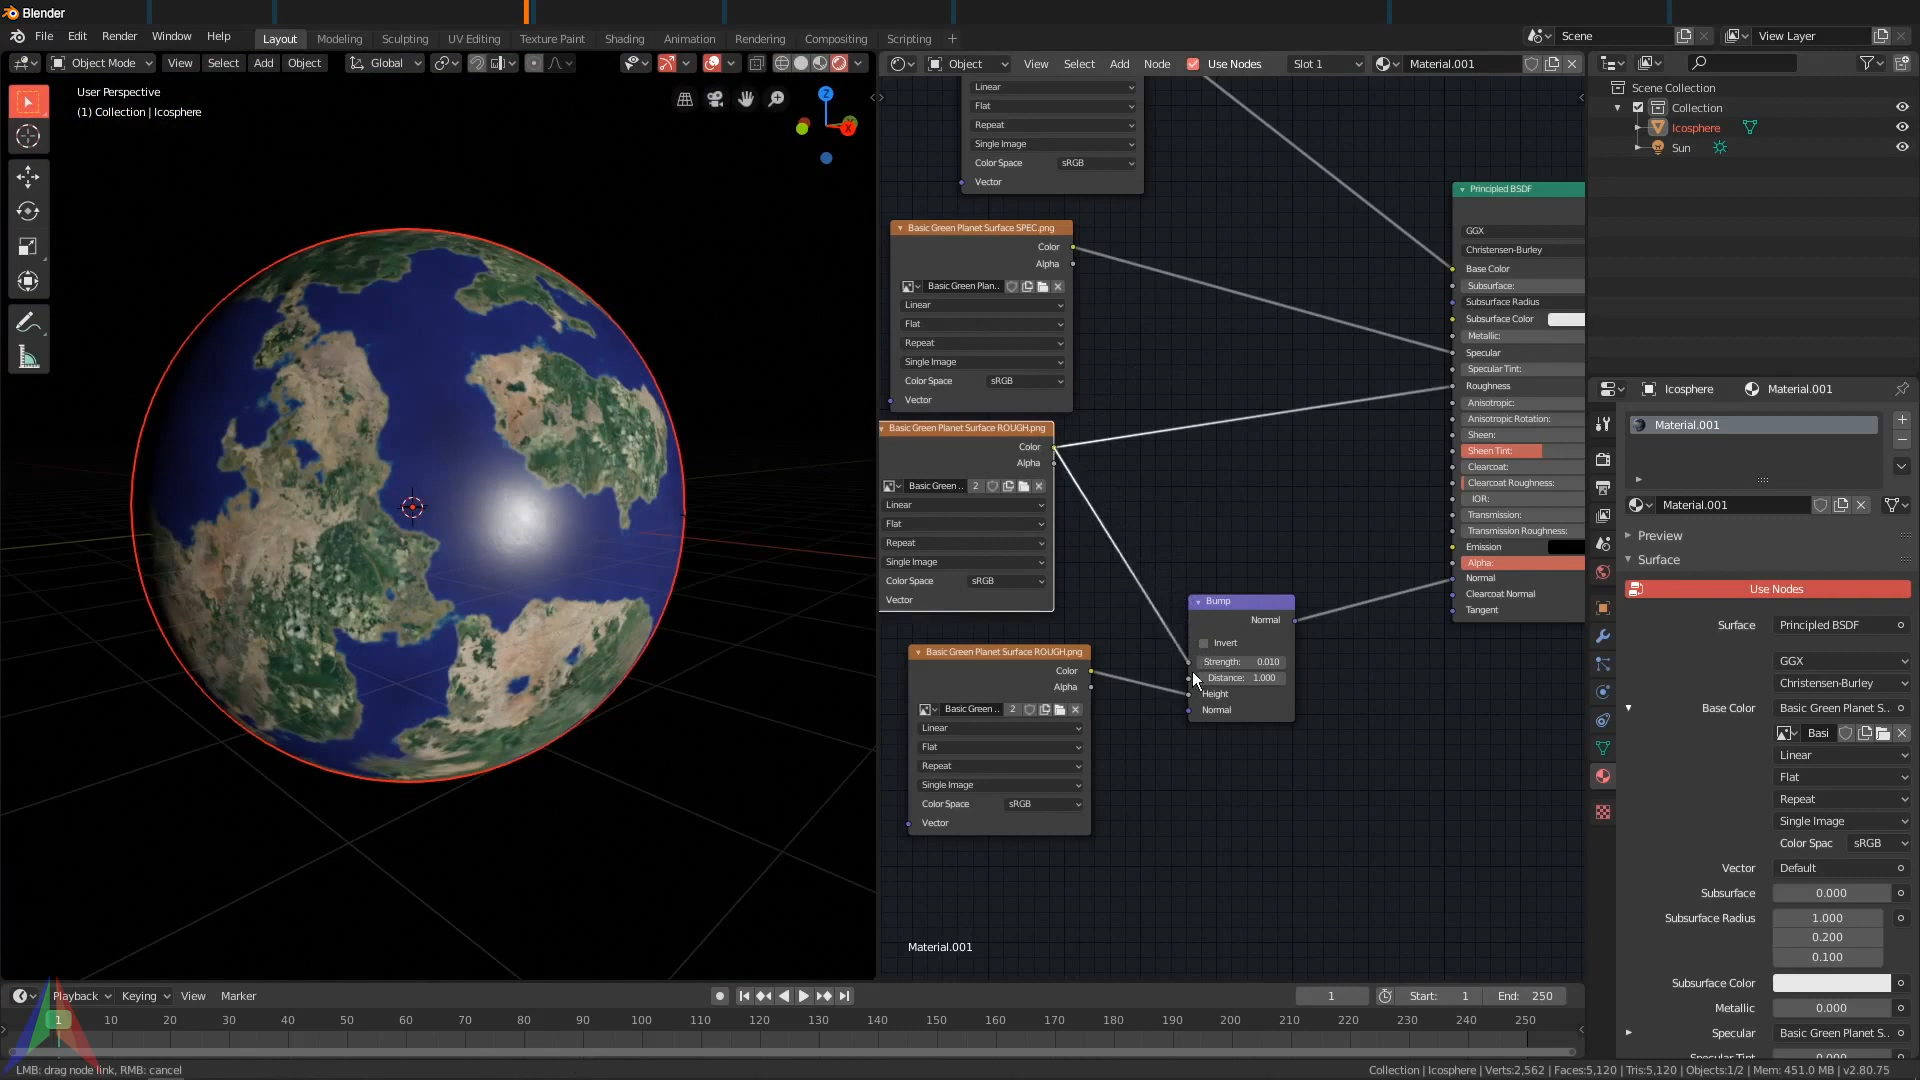 Blender
File Edit Render Window Help
Layout Modeling Sculpting UV Editing Texture Paint Shading Animation Rendering Compositing Scripting +
Scene
View Layer
Object Mode View Select Add Object Global
Object View Select Add Node Use Nodes Slot 1 Material.001
User Perspective
(1) Collection | Icosphere
X
Z
Linear
Flat
Repeat
Single Image
Color Space sRGB
Vector
Basic Green Planet Surface SPEC.png
Color
Alpha
Basic Green Plan..
Linear
Flat
Repeat
Single Image
Color Space sRGB
Vector
Basic Green Planet Surface ROUGH.png
Color
Alpha
Basic Green .. 2
Linear
Flat
Repeat
Single Image
Color Space sRGB
Vector
Basic Green Planet Surface ROUGH.png
Color
Alpha
Basic Green .. 2
Linear
Flat
Repeat
Single Image
Color Space sRGB
Vector
Bump
Normal
Invert
Strength: 0.010
Distance: 1.000
Height
Normal
Principled BSDF
GGX
Christensen-Burley
Base Color
Subsurface:
Subsurface Radius
Subsurface Color
Metallic:
Specular
Specular Tint:
Roughness
Anisotropic:
Anisotropic Rotation:
Sheen:
Sheen Tint:
Clearcoat:
Clearcoat Roughness:
IOR:
Transmission:
Transmission Roughness:
Emission
Alpha:
Normal
Clearcoat Normal
Tangent
Material.001
Scene Collection
Collection
Icosphere
Sun
Icosphere Material.001
Material.001
Material.001
Preview
Surface
Use Nodes
Surface Principled BSDF
GGX
Christensen-Burley
Base Color Basic Green Planet S..
Basi
Linear
Flat
Repeat
Single Image
Color Spac sRGB
Vector Default
Subsurface 0.000
Subsurface Radius 1.000
0.200
0.100
Subsurface Color
Metallic 0.000
Specular Basic Green Planet S..
Specular Tint 0.000
Playback Keying View Marker
1 Start: 1 End: 250
1 10 20 30 40 50 60 70 80 90 100 110 120 130 140 150 160 170 180 190 200 210 220 230 240 250
LMB: drag node link, RMB: cancel
Collection | Icosphere | Verts:2,562 | Faces:5,120 | Tris:5,120 | Objects:1/2 | Mem: 451.0 MB | v2.80.75